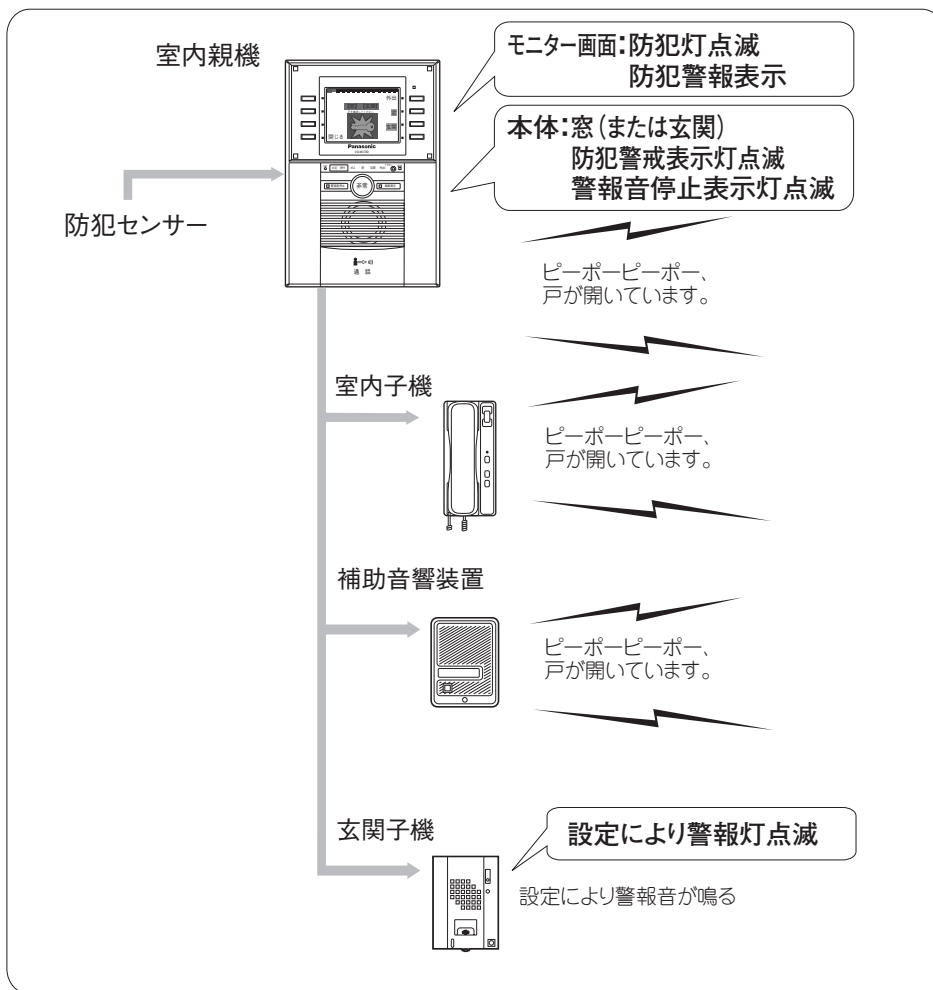 室内親機
モニター画面：防犯灯点滅
防犯警報表示
本体：窓（または玄関）
防犯警戒表示灯点滅
警報音停止表示灯点滅
外出
閉じる
Panasonic
非常
通 話
防犯センサー
ピーポーピーポー、
戸が開いています。
室内子機
ピーポーピーポー、
戸が開いています。
補助音響装置
ピーポーピーポー、
戸が開いています。
玄関子機
設定により警報灯点滅
設定により警報音が鳴る